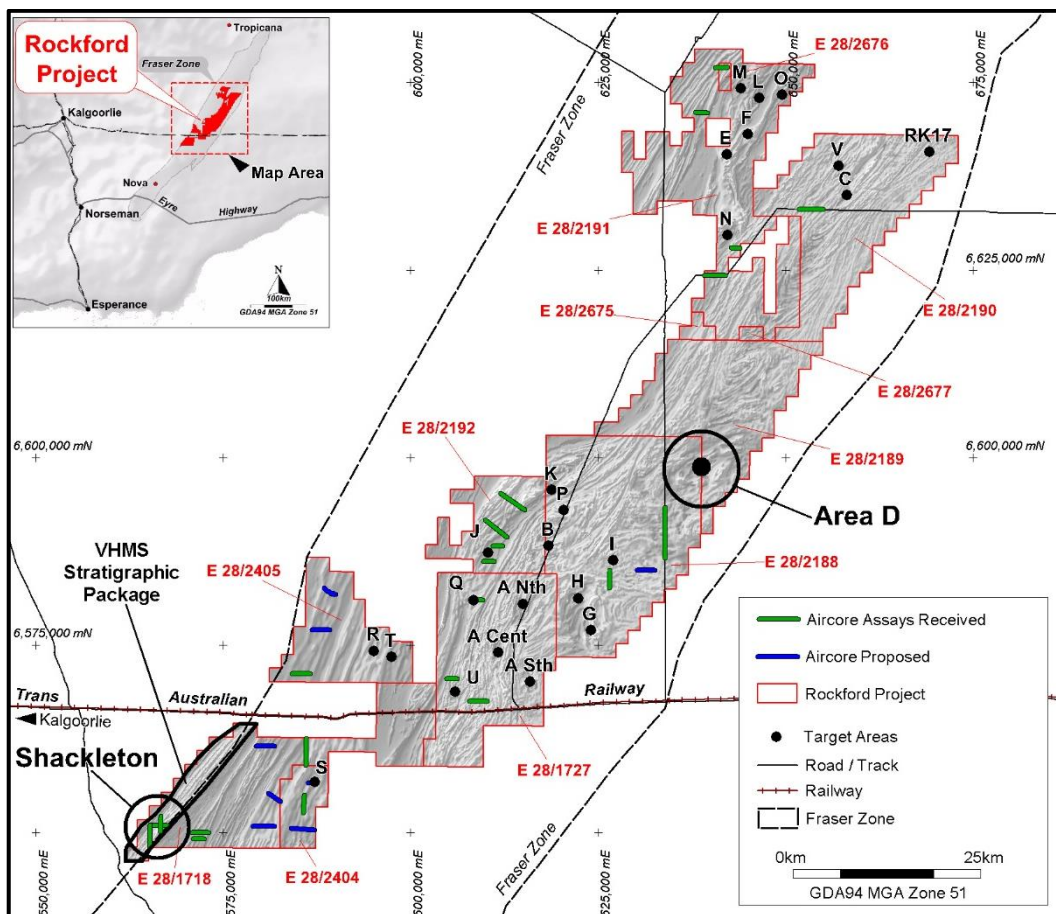 Tropicana
Rockford
Project
Fraser Zone
Kalgoorlie
Map Area
Nova
Eyre
Norseman
Highway
N
Esperance
100km
GDA94 MGA Zone 51
600,000 mE
625,000 mE
650,000 mE
675,000 mE
E 28/2676
M
L
O
F
E
RK17
V
C
Fraser Zone
N
E 28/2191
6,625,000 mN
E 28/2190
E 28/2675
E 28/2677
6,600,000 mN
E 28/2192
6,600,000 mN
E 28/2189
K
P
Area D
VHMS
Stratigraphic
Package
J
B
I
E 28/2188
E 28/2405
Q
A Nth
H
G
6,575,000 mN
R
T
A Cent
A Sth
U
Trans
Australian
Railway
Kalgoorlie
Shackleton
S
E 28/1727
Fraser Zone
E 28/1718
E 28/2404
550,000 mE
575,000 mE
600,000 mE
625,000 mE
Aircore Assays Received
Aircore Proposed
Rockford Project
Target Areas
Road / Track
Railway
Fraser Zone
0km
25km
GDA94 MGA Zone 51